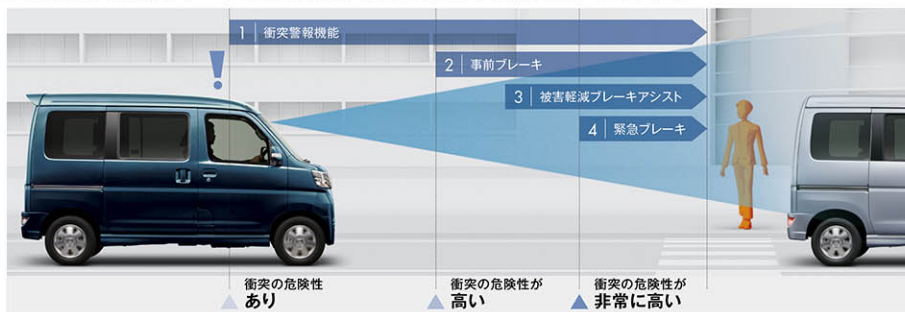 1 衝突警報機能
2 事前ブレーキ
3 被害軽減ブレーキアシスト
4 緊急ブレーキ
衝突の危険性
あり
衝突の危険性が
高い
衝突の危険性が
非常に高い